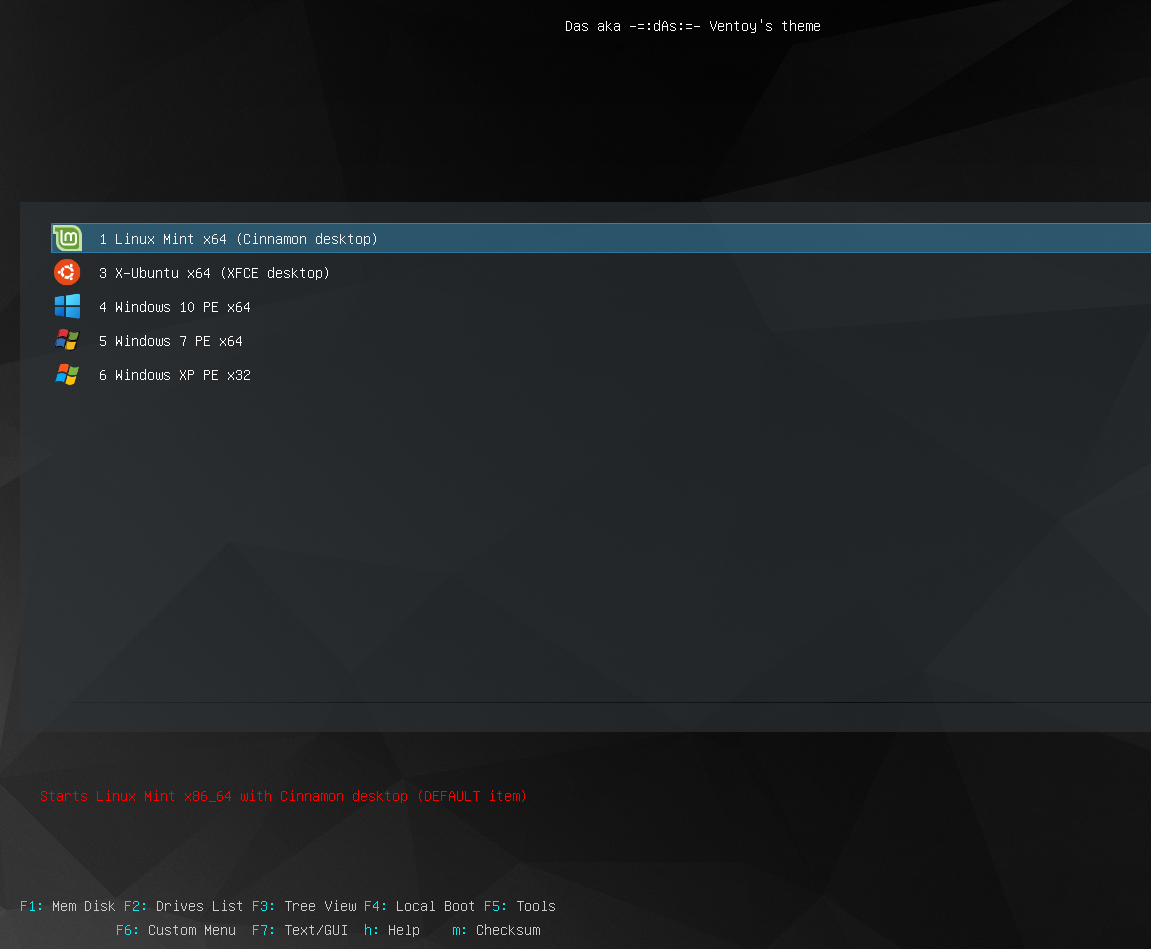 Das aka -=:dAs:=- Ventoy's theme
1 Linux Mint x64 (Cinnamon desktop)
3 X-Ubuntu x64 (XFCE desktop)
4 Windows 10 PE x64
5 Windows 7 PE x64
6 Windows XP PE x32
Starts Linux Mint x86_64 with Cinnamon desktop (DEFAULT item)
F1: Mem Disk F2: Drives List F3: Tree View F4: Local Boot F5: Tools
F6: Custom Menu F7: Text/GUI h: Help m: Checksum